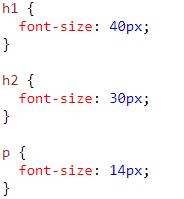 h1 {
  font-size: 40px;
}

h2 {
  font-size: 30px;
}

p {
  font-size: 14px;
}